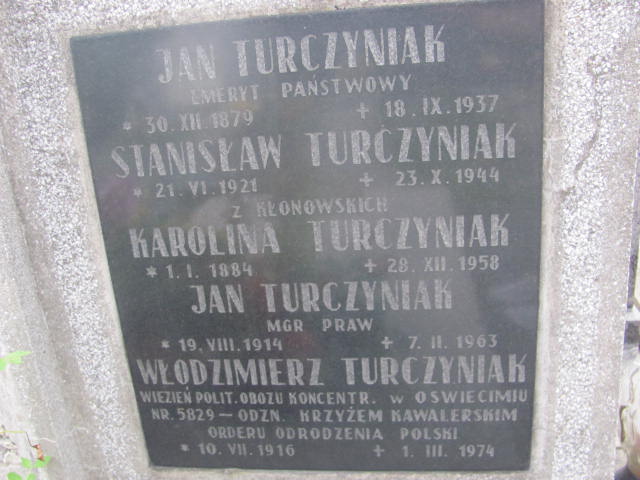 JAN TURCZYNIAK
EMERYT PAŃSTWOWY
* 30. XII. 1879 + 18. IX. 1937
STANISŁAW TURCZYNIAK
* 21. VI. 1921 + 23. X. 1944
Z KŁONOWSKICH
KAROLINA TURCZYNIAK
* 1. I. 1884 + 28. XII. 1958
JAN TURCZYNIAK
MGR PRAW
* 19. VIII. 1914 + 7. II. 1963
WŁODZIMIERZ TURCZYNIAK
WIEZIEŃ POLIT. OBOZU KONCENTR. W OSWIECIMIU
NR. 5829 – ODZN. KRZYŻEM KAWALERSKIM
ORDERU ODRODZENIA POLSKI
* 10. VII. 1916 + 1. III. 1974